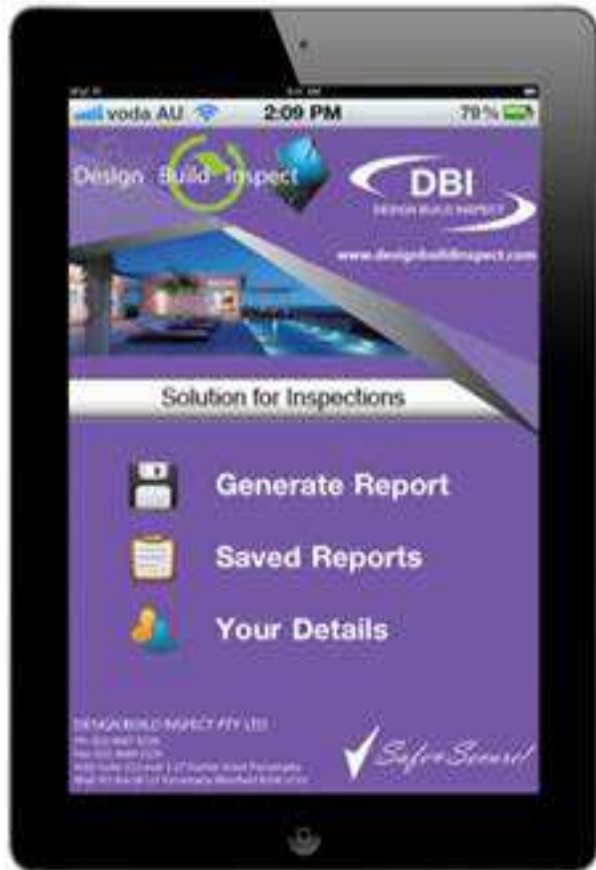 voda AU 2:09 PM 79%
Design Build Inspect
DBI
DESIGN BUILD INSPECT
www.designbuildinspect.com
Solution for Inspections
Generate Report
Saved Reports
Your Details
DESIGN BUILD INSPECT PTY LTD
Safe+Secure!